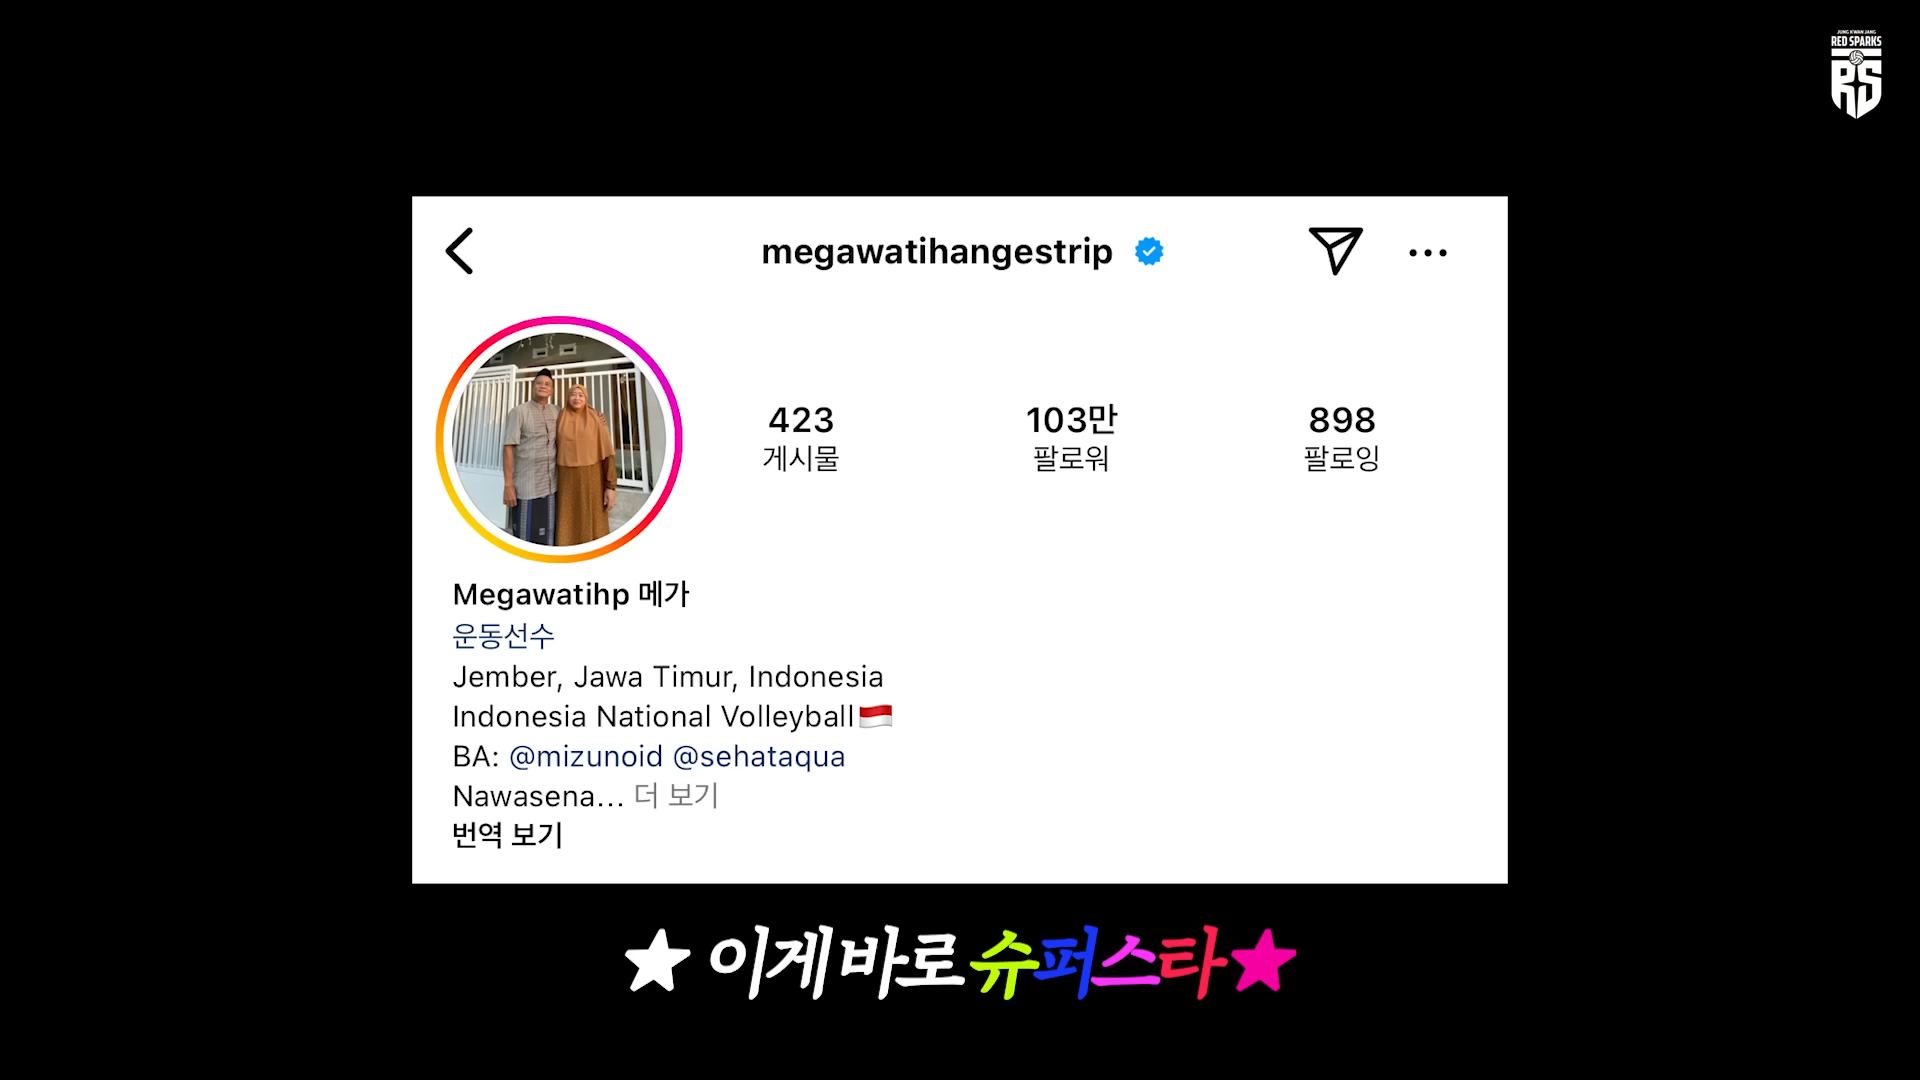 JUNG KWAN JANG
RED SPARKS
RS
megawatihangestrip
423
게시물
103만
팔로워
898
팔로잉
Megawatihp 메가
운동선수
Jember, Jawa Timur, Indonesia
Indonesia National Volleyball🇮🇩
BA: @mizunoid @sehataqua
Nawasena... 더 보기
번역 보기
★ 이게 바로 슈퍼스타★